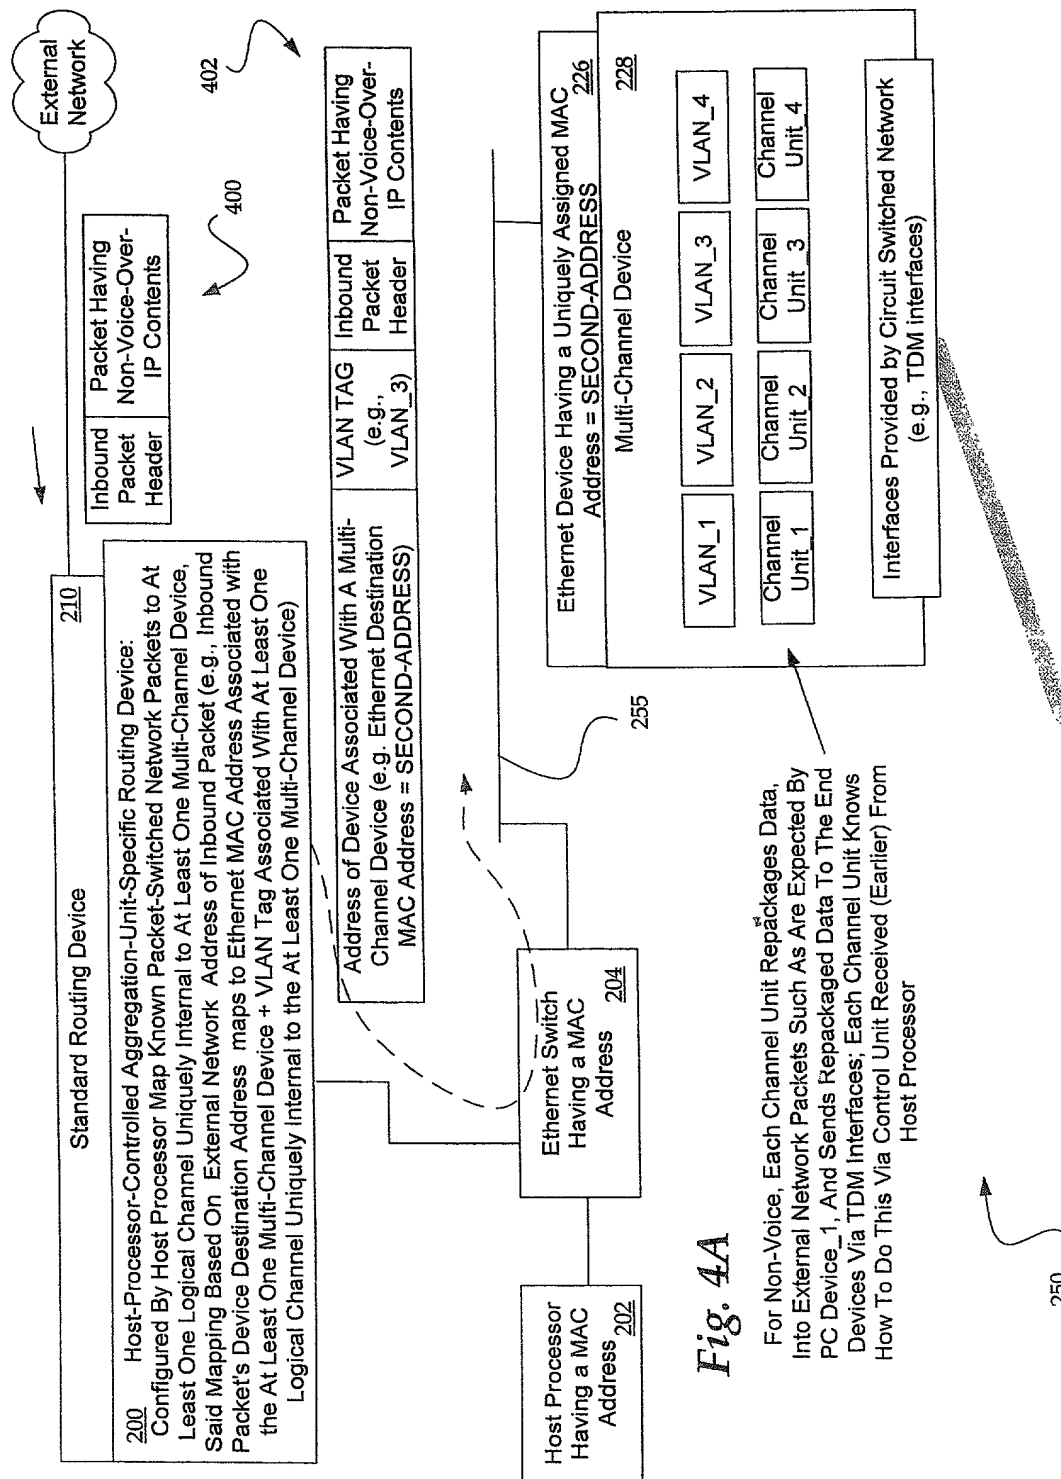 External
Network
Standard Routing Device
210
Inbound
Packet
Header
Packet Having
Non-Voice-Over-
IP Contents
400
402
200 Host-Processor-Controlled Aggregation-Unit-Specific Routing Device:
Configured By Host Processor Map Known Packet-Switched Network Packets to At
Least One Logical Channel Uniquely Internal to At Least One Multi-Channel Device,
Said Mapping Based On External Network Address of Inbound Packet (e.g., Inbound
Packet's Device Destination Address maps to Ethernet MAC Address Associated with
the At Least One Multi-Channel Device + VLAN Tag Associated With At Least One
Logical Channel Uniquely Internal to the At Least One Multi-Channel Device)
Address of Device Associated With A Multi-
Channel Device (e.g. Ethernet Destination
MAC Address = SECOND-ADDRESS)
VLAN TAG
(e.g.,
VLAN_3)
Inbound
Packet
Header
Packet Having
Non-Voice-Over-
IP Contents
Host Processor
Having a MAC
Address
202
Ethernet Switch
Having a MAC
Address
204
255
Ethernet Device Having a Uniquely Assigned MAC
Address = SECOND-ADDRESS
226
Multi-Channel Device
228
VLAN_1
VLAN_2
VLAN_3
VLAN_4
Channel
Unit_1
Channel
Unit_2
Channel
Unit_3
Channel
Unit_4
Interfaces Provided by Circuit Switched Network
(e.g., TDM interfaces)
Fig. 4A
For Non-Voice, Each Channel Unit Repackages Data,
Into External Network Packets Such As Are Expected By
PC Device_1, And Sends Repackaged Data To The End
Devices Via TDM Interfaces; Each Channel Unit Knows
How To Do This Via Control Unit Received (Earlier) From
Host Processor
250